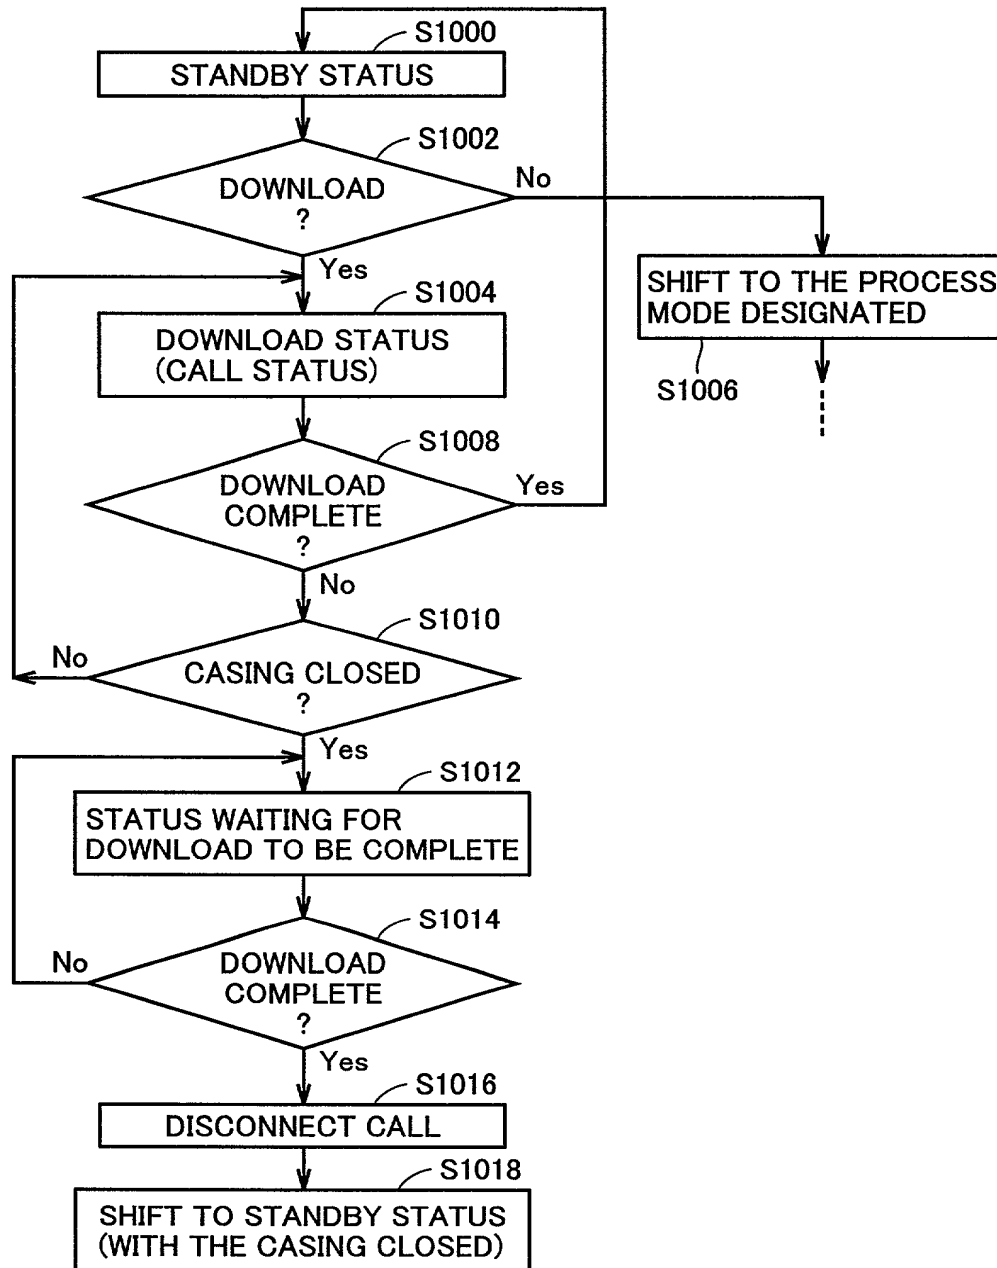 S1000
STANDBY STATUS
S1002
DOWNLOAD
?
No
Yes
S1004
DOWNLOAD STATUS
(CALL STATUS)
SHIFT TO THE PROCESS
MODE DESIGNATED
S1006
S1008
DOWNLOAD
COMPLETE
?
Yes
No
S1010
CASING CLOSED
?
No
Yes
S1012
STATUS WAITING FOR
DOWNLOAD TO BE COMPLETE
S1014
DOWNLOAD
COMPLETE
?
No
Yes
S1016
DISCONNECT CALL
S1018
SHIFT TO STANDBY STATUS
(WITH THE CASING CLOSED)